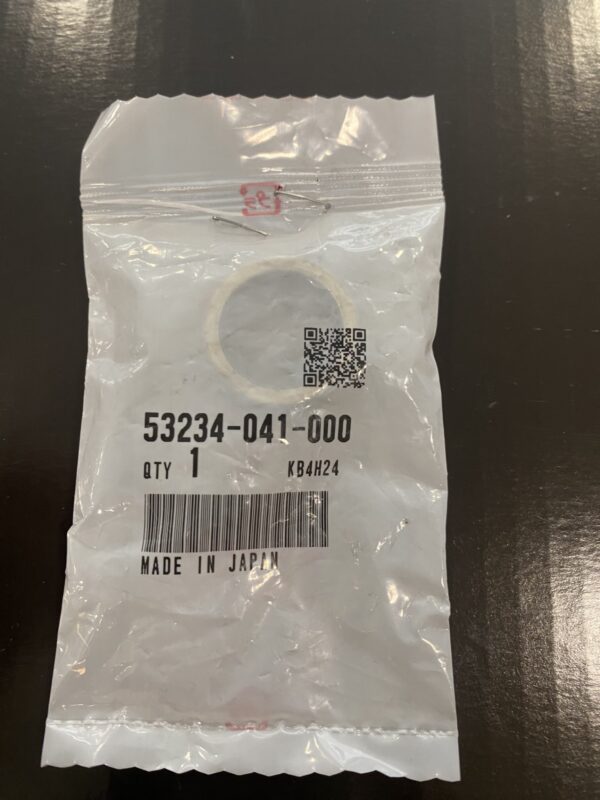 53234-041-000
QTY 1 KB4H24
MADE IN JAPAN